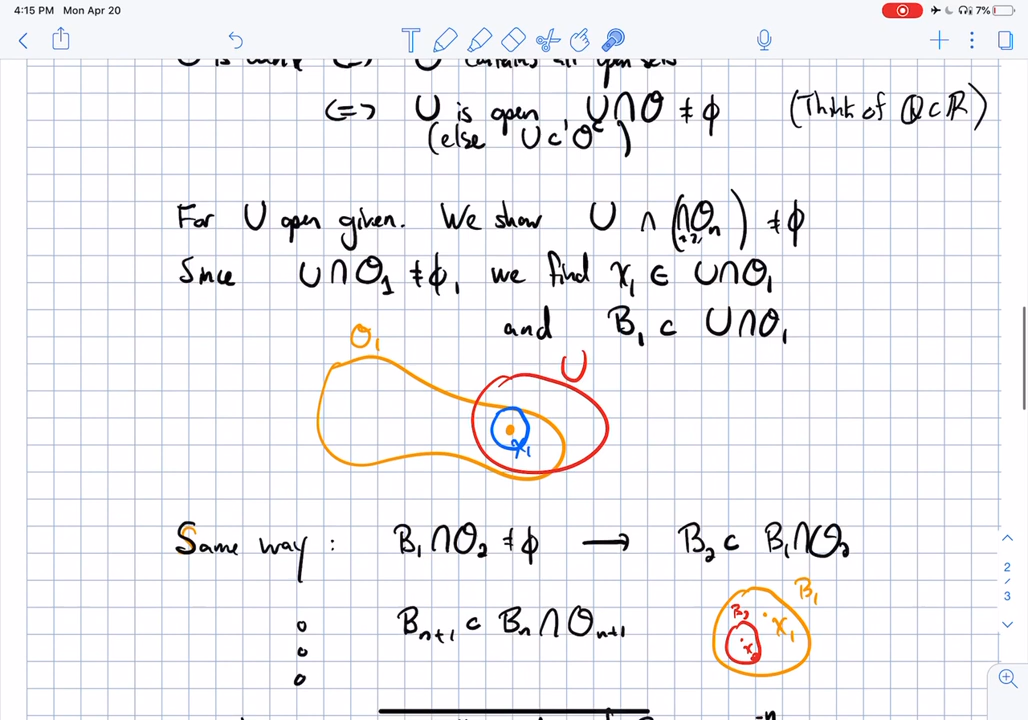 4:15 PM Mon Apr 20
7%
⟺ U is open, U∩O ≠ φ (Think of Q⊂R)
(else U⊂O^c)
For U open given. We show U ∩ (∩O_n) ≠ φ
Since U∩O_1 ≠ φ, we find x_1 ∈ U∩O_1
and B_1 ⊂ U∩O_1
O_1
U
x_1
Same way : B_1∩O_2 ≠ φ → B_2 ⊂ B_1∩O_2
B_1
B_2
x_1
B_{n+1} ⊂ B_n∩O_{n+1}
2
/
3
-n